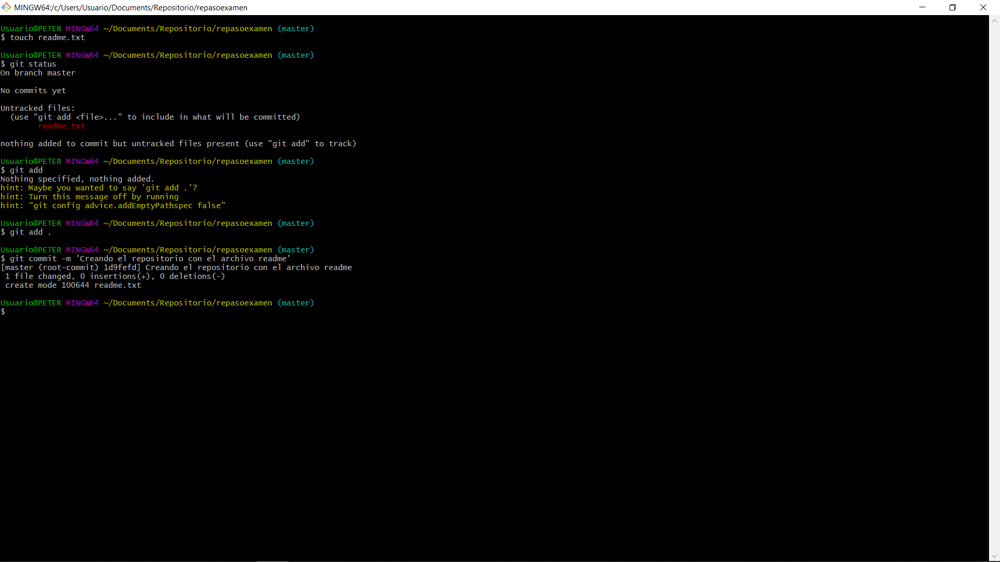 MINGW64:/c/Users/Usuario/Documents/Repositorio/repasoexamen
Usuario@PETER MINGW64 ~/Documents/Repositorio/repasoexamen (master)
$ touch readme.txt
Usuario@PETER MINGW64 ~/Documents/Repositorio/repasoexamen (master)
$ git status
On branch master
No commits yet
Untracked files:
  (use "git add <file>..." to include in what will be committed)
        readme.txt
nothing added to commit but untracked files present (use "git add" to track)
Usuario@PETER MINGW64 ~/Documents/Repositorio/repasoexamen (master)
$ git add
Nothing specified, nothing added.
hint: Maybe you wanted to say 'git add .'?
hint: Turn this message off by running
hint: "git config advice.addEmptyPathspec false"
Usuario@PETER MINGW64 ~/Documents/Repositorio/repasoexamen (master)
$ git add .
Usuario@PETER MINGW64 ~/Documents/Repositorio/repasoexamen (master)
$ git commit -m 'Creando el repositorio con el archivo readme'
[master (root-commit) 1d9fefd] Creando el repositorio con el archivo readme
 1 file changed, 0 insertions(+), 0 deletions(-)
 create mode 100644 readme.txt
Usuario@PETER MINGW64 ~/Documents/Repositorio/repasoexamen (master)
$